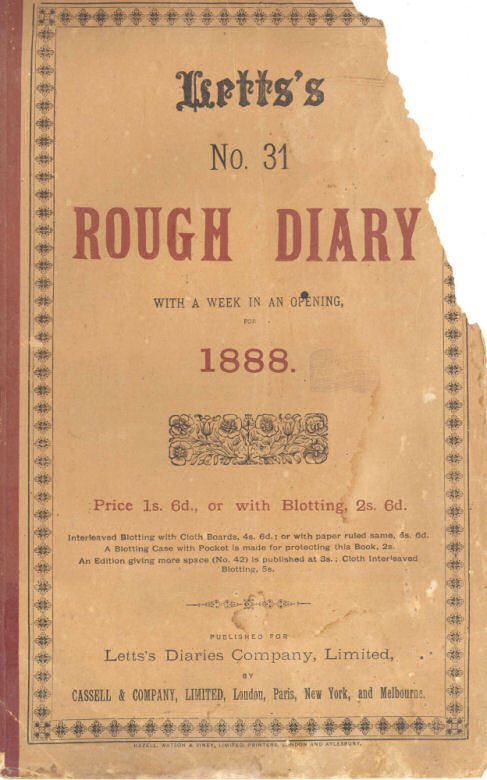 Letts's
No. 31
ROUGH DIARY
WITH A WEEK IN AN OPENING,
FOR
1888.
Price 1s. 6d., or with Blotting, 2s. 6d.
Interleaved Blotting with Cloth Boards, 4s. 6d.; or with paper ruled same, 4s. 6d.
A Blotting Case with Pocket is made for protecting this Book, 2s.
An Edition giving more space (No. 42) is published at 3s.; Cloth Interleaved
Blotting, 5s.
PUBLISHED FOR
Letts's Diaries Company, Limited,
BY
CASSELL & COMPANY, LIMITED, London, Paris, New York, and Melbourne.
HAZELL, WATSON & VINEY, LIMITED, PRINTERS, LONDON AND AYLESBURY.